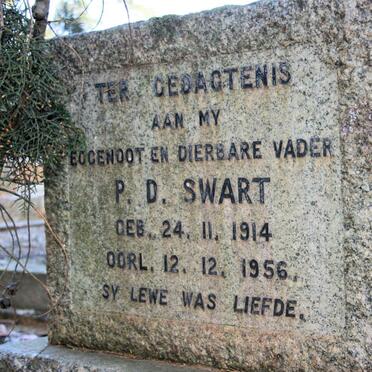 TER GEDAGTENIS
AAN MY
EGGENOOT EN DIERBARE VADER
P. D. SWART
GEB. 24. 11. 1914
OORL. 12. 12. 1956.
SY LEWE WAS LIEFDE.